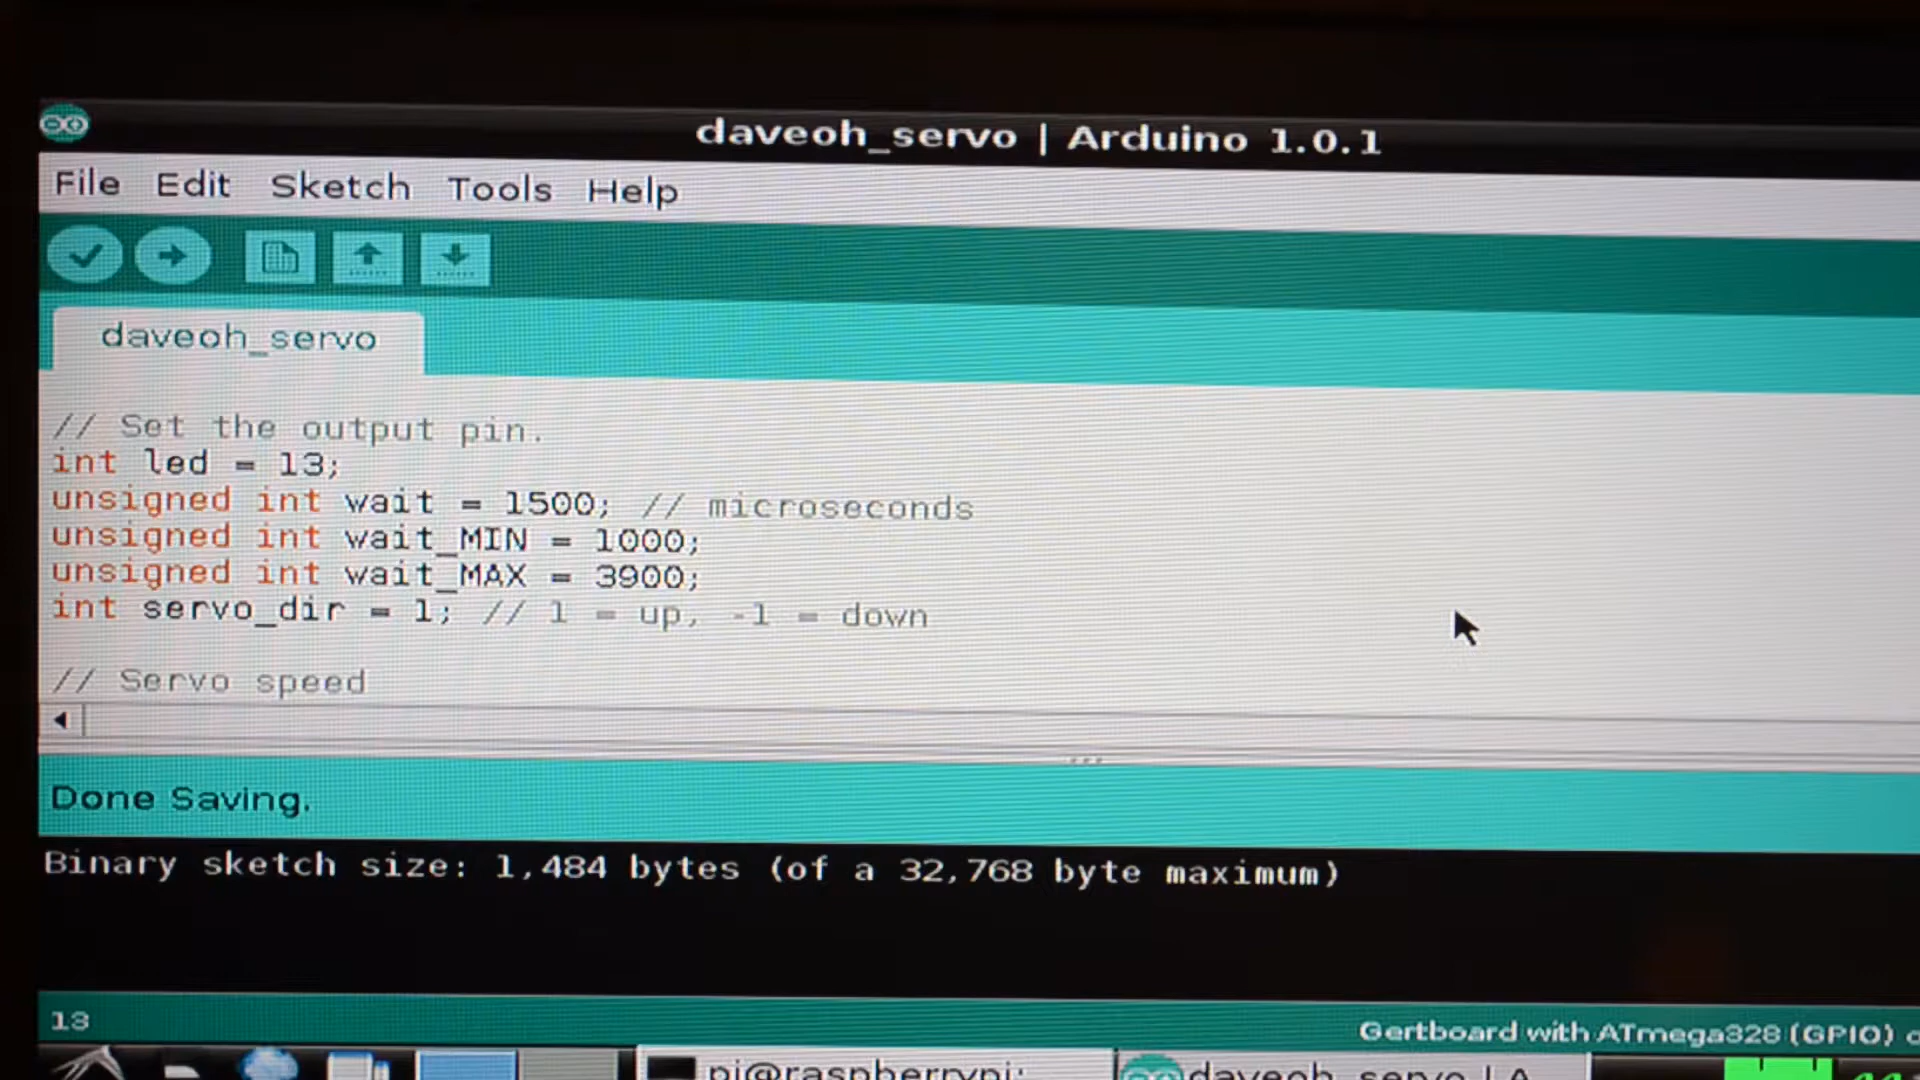 daveoh_servo | Arduino 1.0.1
File Edit Sketch Tools Help
daveoh_servo
// Set the output pin.
int led = 13;
unsigned int wait = 1500; // microseconds
unsigned int wait_MIN = 1000;
unsigned int wait_MAX = 3900;
int servo_dir = 1; // 1 = up, -1 = down
// Servo speed
Done Saving.
Binary sketch size: 1,484 bytes (of a 32,768 byte maximum)
13
Gertboard with ATmega328 (GPIO)
pi@raspberrypi:
daveoh_servo | A